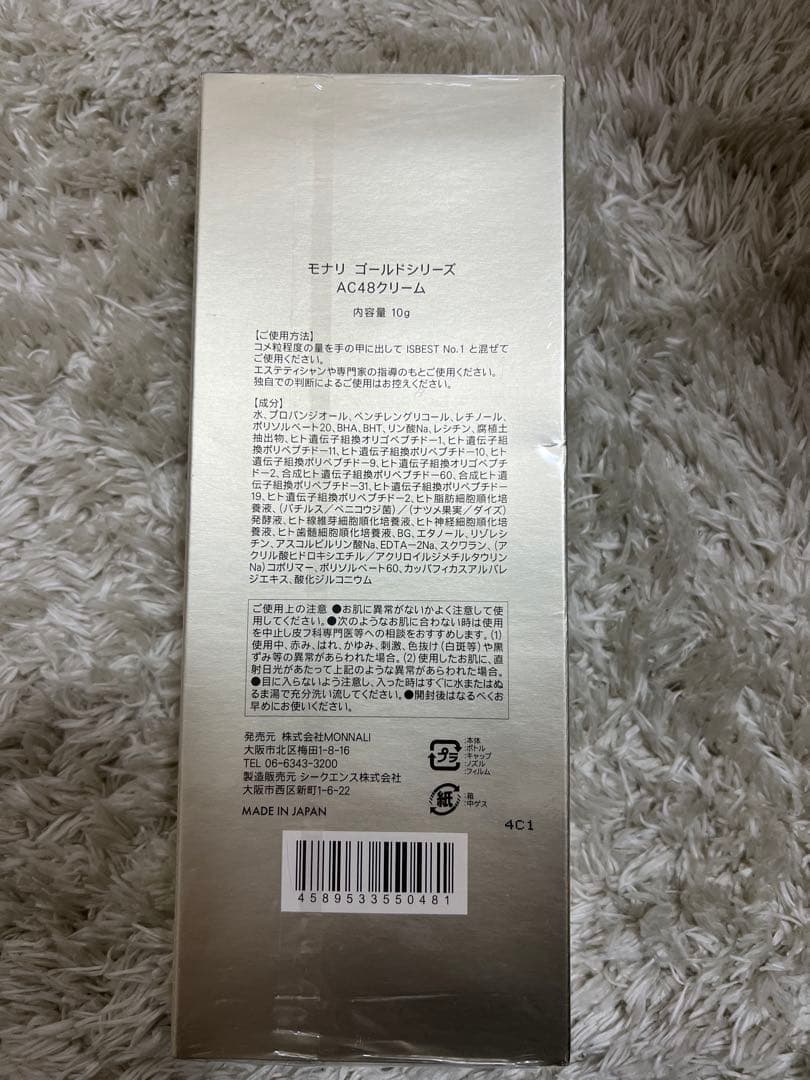 モナリ ゴールドシリーズ
AC48クリーム
内容量 10g
【ご使用方法】
コメ粒程度の量を手の甲に出して ISBEST No.1 と混ぜて
ご使用ください。
エステティシャンや専門家の指導のもとご使用ください。
独自での判断によるご使用はお控えください。
【成分】
水、プロパンジオール、ペンチレングリコール、レチノール、
ポリソルベート20、BHA、BHT、リン酸Na、レシチン、腐植土
抽出物、ヒト遺伝子組換オリゴペプチド-1、ヒト遺伝子組
換ポリペプチド-11、ヒト遺伝子組換ポリペプチド-10、ヒト
遺伝子組換ポリペプチド-9、ヒト遺伝子組換オリゴペプチ
ド-2、合成ヒト遺伝子組換ポリペプチド-60、合成ヒト遺
伝子組換ポリペプチド-31、ヒト遺伝子組換ポリペプチド-
19、ヒト遺伝子組換ポリペプチド-2、ヒト脂肪細胞順化培
養液、（バチルス／ベニコウジ菌）／（ナツメ果実／ダイズ）
発酵液、ヒト線維芽細胞順化培養液、ヒト神経細胞順化培
養液、ヒト歯髄細胞順化培養液、BG、エタノール、リゾレシ
チン、アスコルビルリン酸Na、EDTA-2Na、スクワラン、（ア
クリル酸ヒドロキシエチル／アクリロイルジメチルタウリン
Na）コポリマー、ポリソルベート60、カッパフィカスアルバレ
ジエキス、酸化ジルコニウム
ご使用上の注意 ●お肌に異常がないかよく注意して使
用してください。●次のようなお肌に合わない時は使用
を中止し皮フ科専門医等への相談をおすすめします。(1)
使用中、赤み、はれ、かゆみ、刺激、色抜け(白斑等)や黒
ずみ等の異常があらわれた場合。(2)使用したお肌に、直
射日光があたって上記のような異常があらわれた場合。
●目に入らないよう注意し、入った時はすぐに水またはぬ
るま湯で充分洗い流してください。●開封後はなるべくお
早めにお使いください。
発売元 株式会社MONNALI
大阪市北区梅田1-8-16
TEL 06-6343-3200
製造販売元 シークエンス株式会社
大阪市西区新町1-6-22
MADE IN JAPAN
プラ
:本体
:ボトル
:キャップ
:ノズル
:フィルム
紙
:箱
:中ゲス
4C1
4589533550481